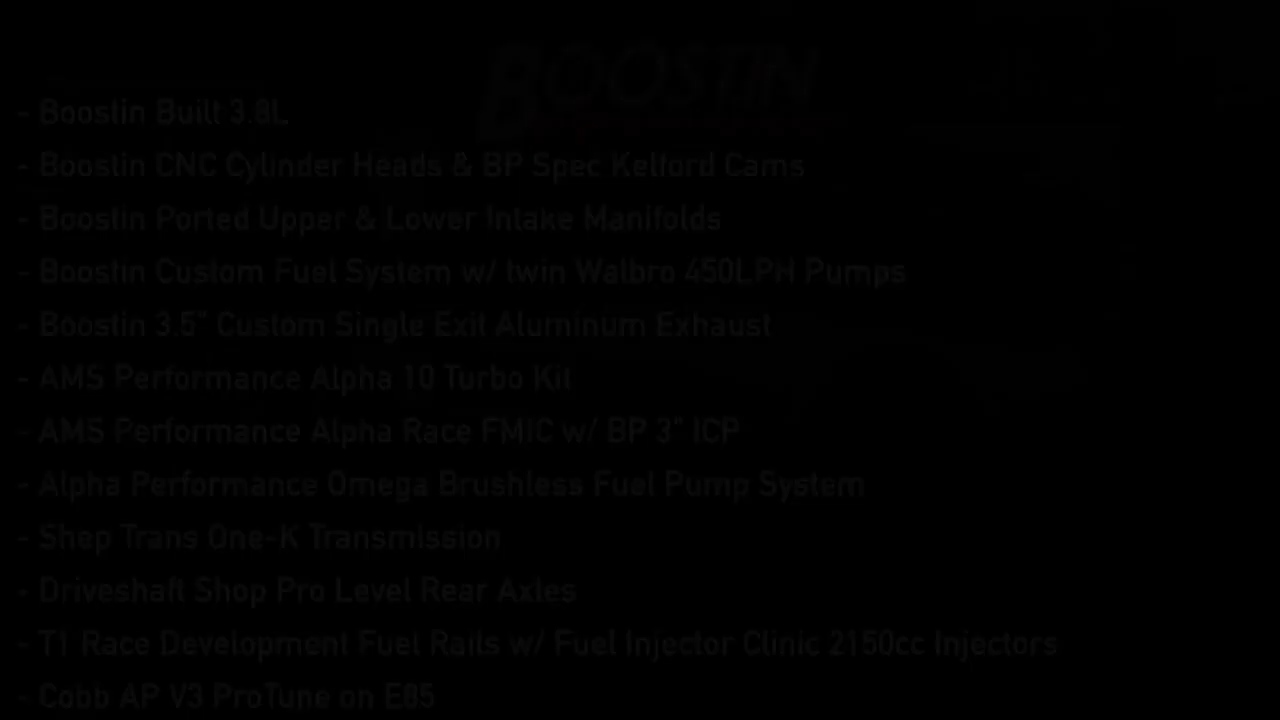 BOOSTIN
- Boostin Built 3.8L
- Boostin CNC Cylinder Heads & BP Spec Kelford Cams
- Boostin Ported Upper & Lower Intake Manifolds
- Boostin Custom Fuel System w/ twin Walbro 450LPH Pumps
- Boostin 3.5" Custom Single Exit Aluminum Exhaust
- AMS Performance Alpha 10 Turbo Kit
- AMS Performance Alpha Race FMIC w/ BP 3" ICP
- Alpha Performance Omega Brushless Fuel Pump System
- Shep Trans One-K Transmission
- Driveshaft Shop Pro Level Rear Axles
- T1 Race Development Fuel Rails w/ Fuel Injector Clinic 2150cc Injectors
- Cobb AP V3 ProTune on E85